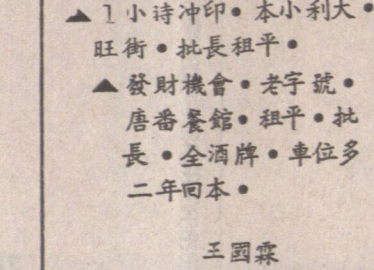 ▲1小诗冲印•本小利大•
旺街•批長租平•
▲發財機會•老字號•
唐番餐館•租平•批
長•全酒牌•車位多
二年回本•
王國霖